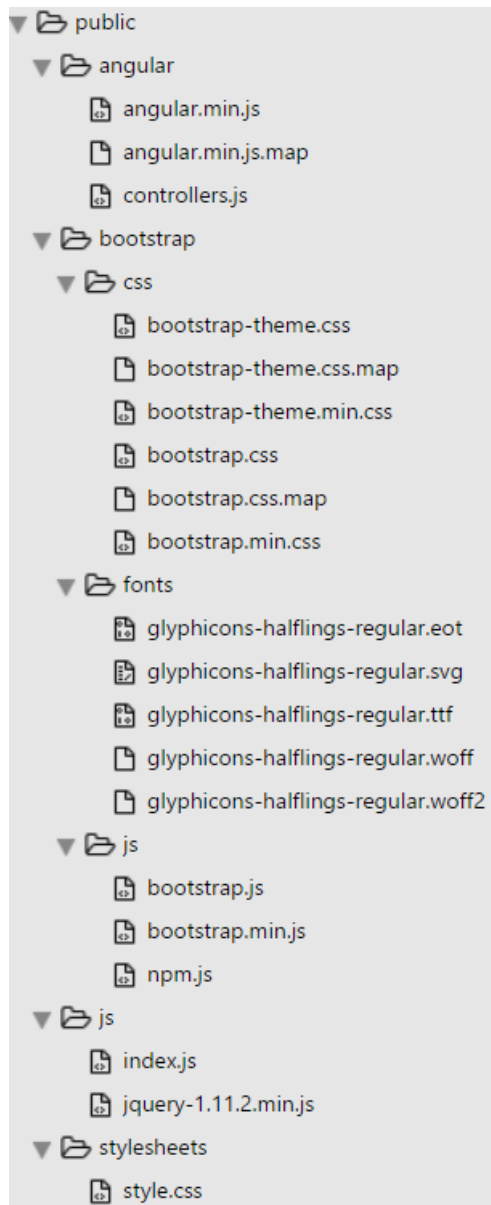 public
angular
angular.min.js
angular.min.js.map
controllers.js
bootstrap
css
bootstrap-theme.css
bootstrap-theme.css.map
bootstrap-theme.min.css
bootstrap.css
bootstrap.css.map
bootstrap.min.css
fonts
glyphicons-halflings-regular.eot
glyphicons-halflings-regular.svg
glyphicons-halflings-regular.ttf
glyphicons-halflings-regular.woff
glyphicons-halflings-regular.woff2
js
bootstrap.js
bootstrap.min.js
npm.js
js
index.js
jquery-1.11.2.min.js
stylesheets
style.css